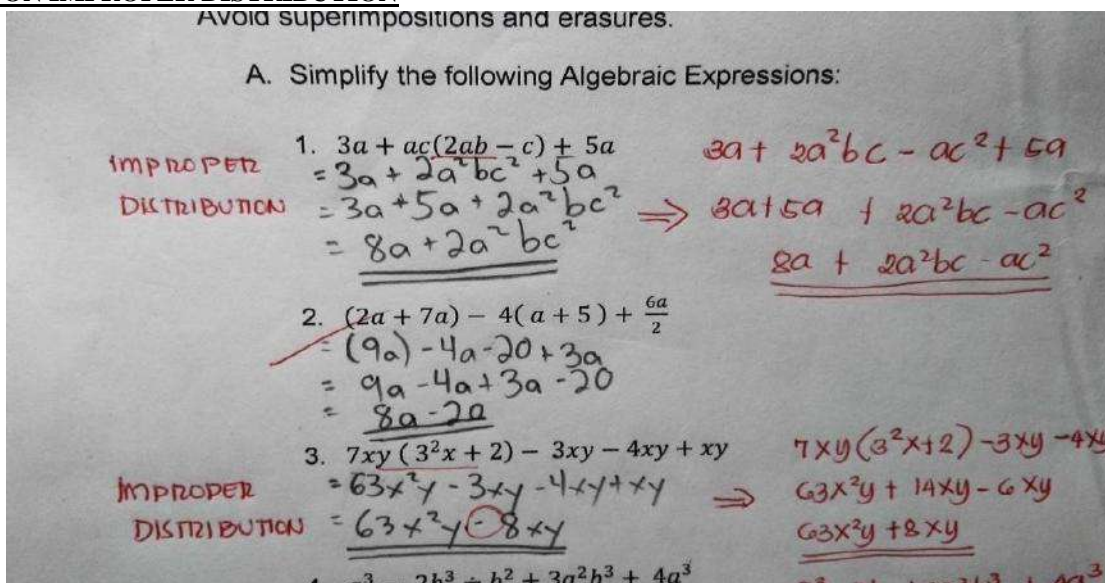 Avoid superimpositions and erasures.
A. Simplify the following Algebraic Expressions:
1. 3a + ac(2ab – c) + 5a
= 3a + 2a²bc² + 5a
= 3a + 5a + 2a²bc²
= 8a + 2a²bc²
IMPROPER
DISTRIBUTION
3a + 2a²bc - ac² + 5a
⇒ 3a+5a + 2a²bc - ac²
8a + 2a²bc - ac²
2. (2a + 7a) – 4( a + 5 ) + 6a/2
= (9a) - 4a - 20 + 3a
= 9a - 4a + 3a - 20
= 8a - 20
3. 7xy ( 3²x + 2) – 3xy – 4xy + xy
= 63x²y - 3xy - 4xy + xy
= 63x²y - 8xy
IMPROPER
DISTRIBUTION
7xy(3²x+2) - 3xy - 4xy
⇒ 63x²y + 14xy - 6xy
63x²y + 8xy